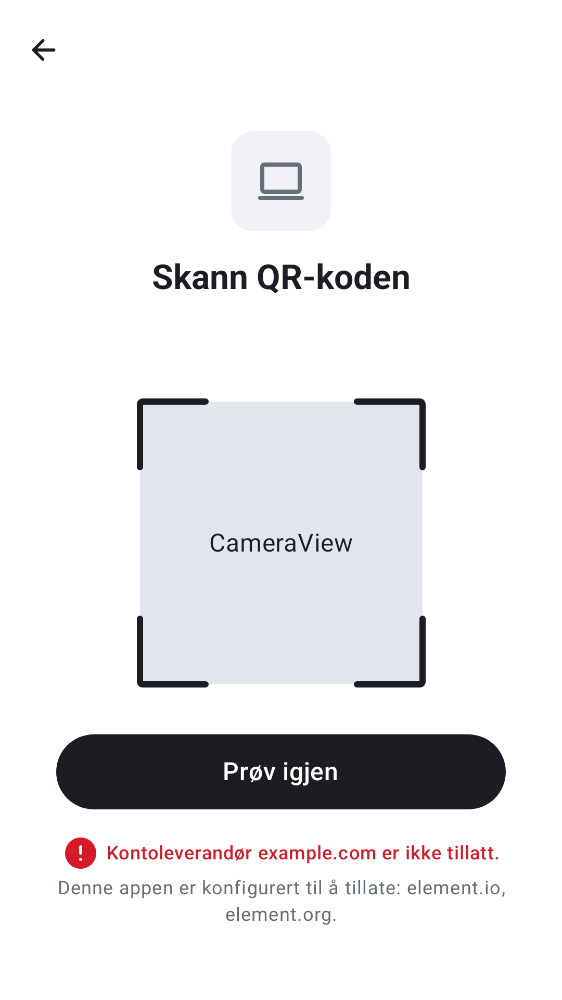 Skann QR-koden
CameraView
Prøv igjen
Kontoleverandør example.com er ikke tillatt.
Denne appen er konfigurert til å tillate: element.io,
element.org.